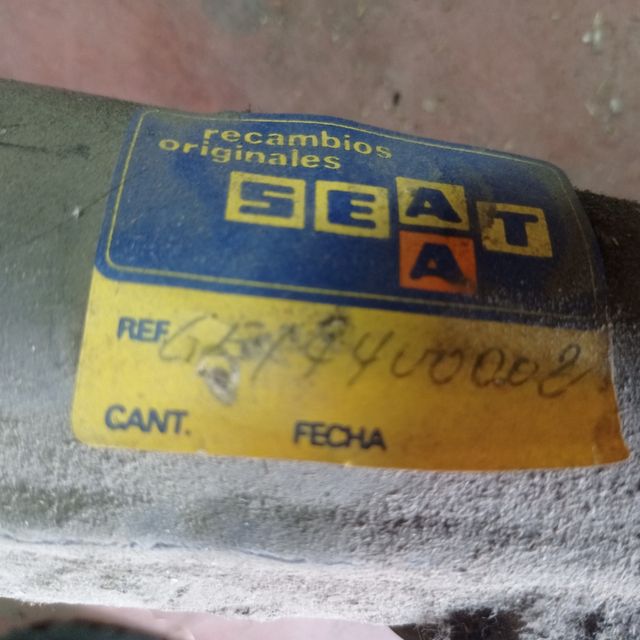 recambios
originales
SEAT
A
REF.
CANT. FECHA